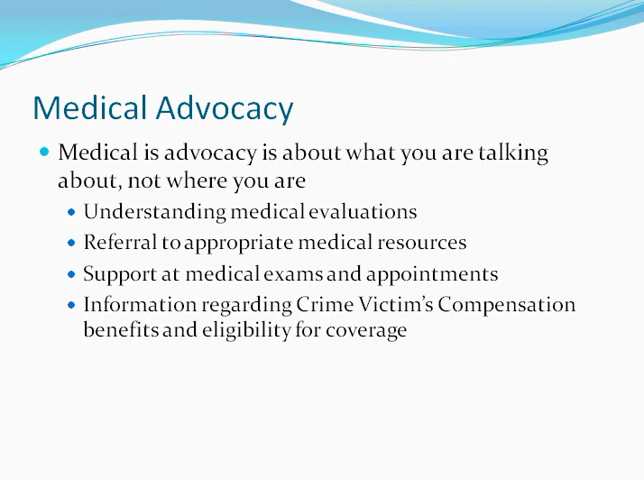 Medical Advocacy
Medical is advocacy is about what you are talking
about, not where you are
Understanding medical evaluations
Referral to appropriate medical resources
Support at medical exams and appointments
Information regarding Crime Victim's Compensation
benefits and eligibility for coverage